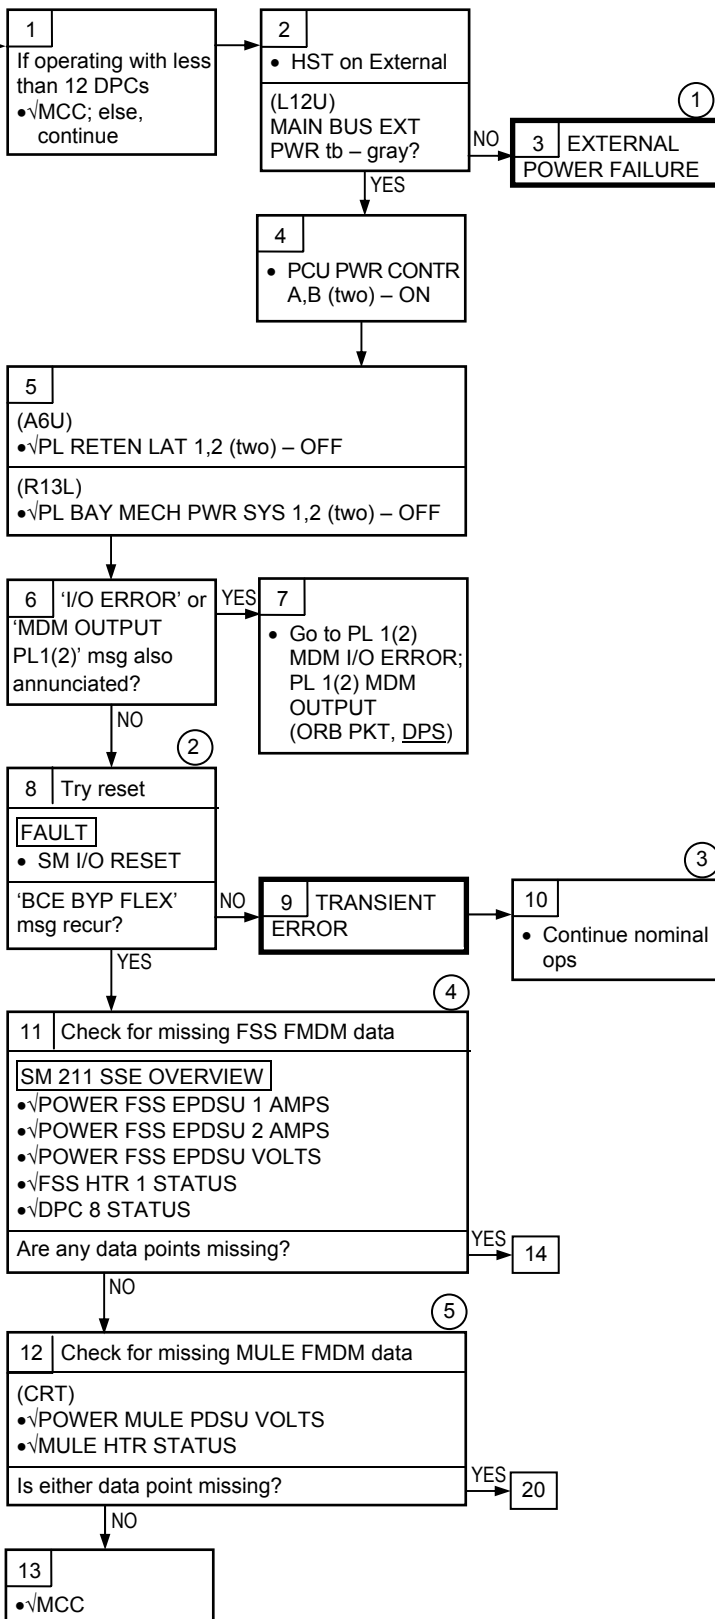 1
If operating with less
than 12 DPCs
•√MCC; else,
continue
2
• HST on External
(L12U)
MAIN BUS EXT
PWR tb – gray?
NO
YES
1
3 EXTERNAL
POWER FAILURE
4
• PCU PWR CONTR
A,B (two) – ON
5
(A6U)
•√PL RETEN LAT 1,2 (two) – OFF
(R13L)
•√PL BAY MECH PWR SYS 1,2 (two) – OFF
6 'I/O ERROR' or
'MDM OUTPUT
PL1(2)' msg also
annunciated?
YES
NO
7
• Go to PL 1(2)
MDM I/O ERROR;
PL 1(2) MDM
OUTPUT
(ORB PKT, DPS)
2
8 Try reset
FAULT
• SM I/O RESET
'BCE BYP FLEX'
msg recur?
NO
YES
9 TRANSIENT
ERROR
3
10
• Continue nominal
ops
4
11 Check for missing FSS FMDM data
SM 211 SSE OVERVIEW
•√POWER FSS EPDSU 1 AMPS
•√POWER FSS EPDSU 2 AMPS
•√POWER FSS EPDSU VOLTS
•√FSS HTR 1 STATUS
•√DPC 8 STATUS
Are any data points missing?
YES
14
NO
5
12 Check for missing MULE FMDM data
(CRT)
•√POWER MULE PDSU VOLTS
•√MULE HTR STATUS
Is either data point missing?
YES
20
NO
13
•√MCC